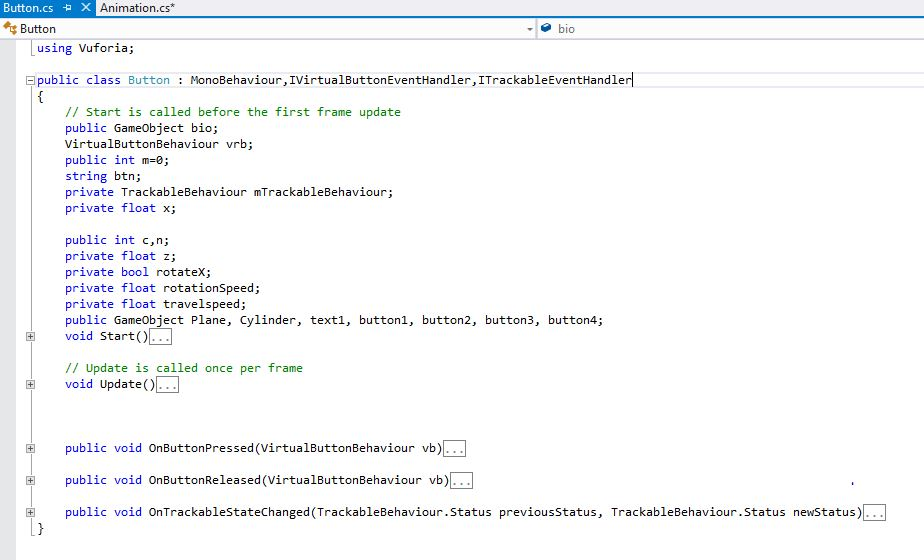 Button.cs Animation.cs*
Button bio
using Vuforia;
public class Button : MonoBehaviour,IVirtualButtonEventHandler,ITrackableEventHandler
{
// Start is called before the first frame update
public GameObject bio;
VirtualButtonBehaviour vrb;
public int m=0;
string btn;
private TrackableBehaviour mTrackableBehaviour;
private float x;
public int c,n;
private float z;
private bool rotateX;
private float rotationSpeed;
private float travelspeed;
public GameObject Plane, Cylinder, text1, button1, button2, button3, button4;
void Start()...
// Update is called once per frame
void Update()...
public void OnButtonPressed(VirtualButtonBehaviour vb)...
public void OnButtonReleased(VirtualButtonBehaviour vb)...
public void OnTrackableStateChanged(TrackableBehaviour.Status previousStatus, TrackableBehaviour.Status newStatus)...
}